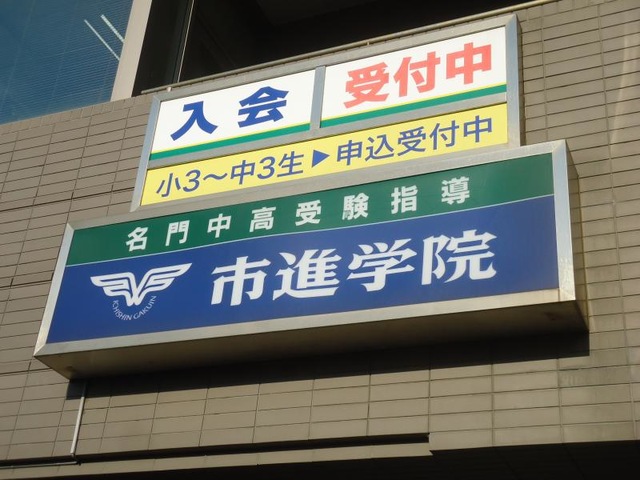 入会 受付中
小3〜中3生▶申込受付中
名門中高受験指導
市進学院
ICHISHIN GAKUIN